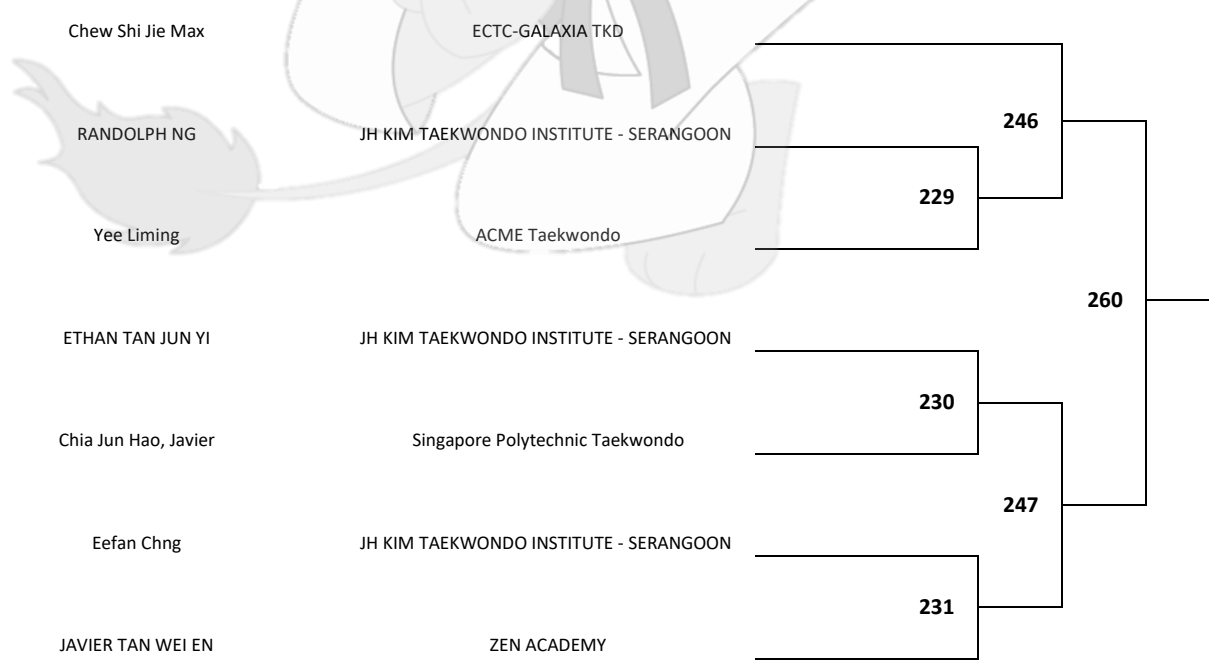 Chew Shi Jie Max ECTC-GALAXIA TKD
246
RANDOLPH NG JH KIM TAEKWONDO INSTITUTE - SERANGOON
229
Yee Liming ACME Taekwondo
260
ETHAN TAN JUN YI JH KIM TAEKWONDO INSTITUTE - SERANGOON
230
Chia Jun Hao, Javier Singapore Polytechnic Taekwondo
247
Eefan Chng JH KIM TAEKWONDO INSTITUTE - SERANGOON
231
JAVIER TAN WEI EN ZEN ACADEMY